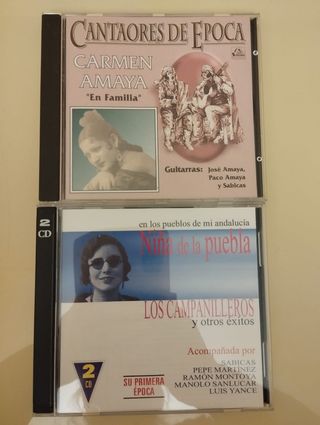 CANTAORES DE EPOCA
CARMEN
AMAYA
"En Familia"
Guitarras: José Amaya,
Paco Amaya
y Sabicas
2
CD
en los pueblos de mi andalucía
Niña de la puebla
LOS CAMPANILLEROS
y otros éxitos
Acompañada por
SABICAS
PEPE MARTINEZ
RAMÓN MONTOYA
MANOLO SANLUCAR
LUIS YANCE
2
CD
SU PRIMERA
ÉPOCA